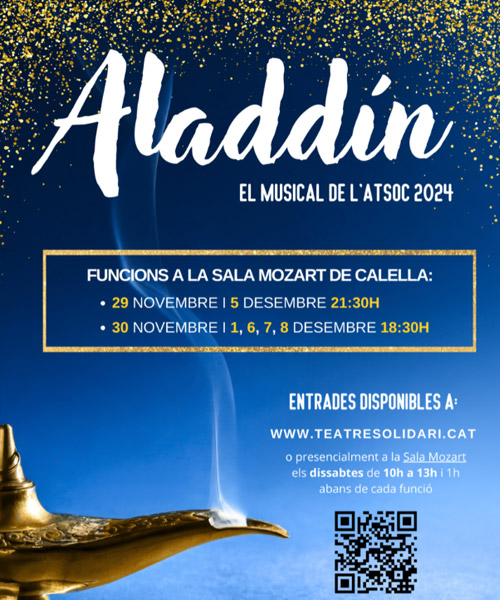 Aladdín
EL MUSICAL DE L'ATSOC 2024
FUNCIONS A LA SALA MOZART DE CALELLA:
• 29 NOVEMBRE I 5 DESEMBRE 21:30H
• 30 NOVEMBRE I 1, 6, 7, 8 DESEMBRE 18:30H
ENTRADES DISPONIBLES A:
WWW.TEATRESOLIDARI.CAT
o presencialment a la Sala Mozart
els dissabtes de 10h a 13h i 1h
abans de cada funció